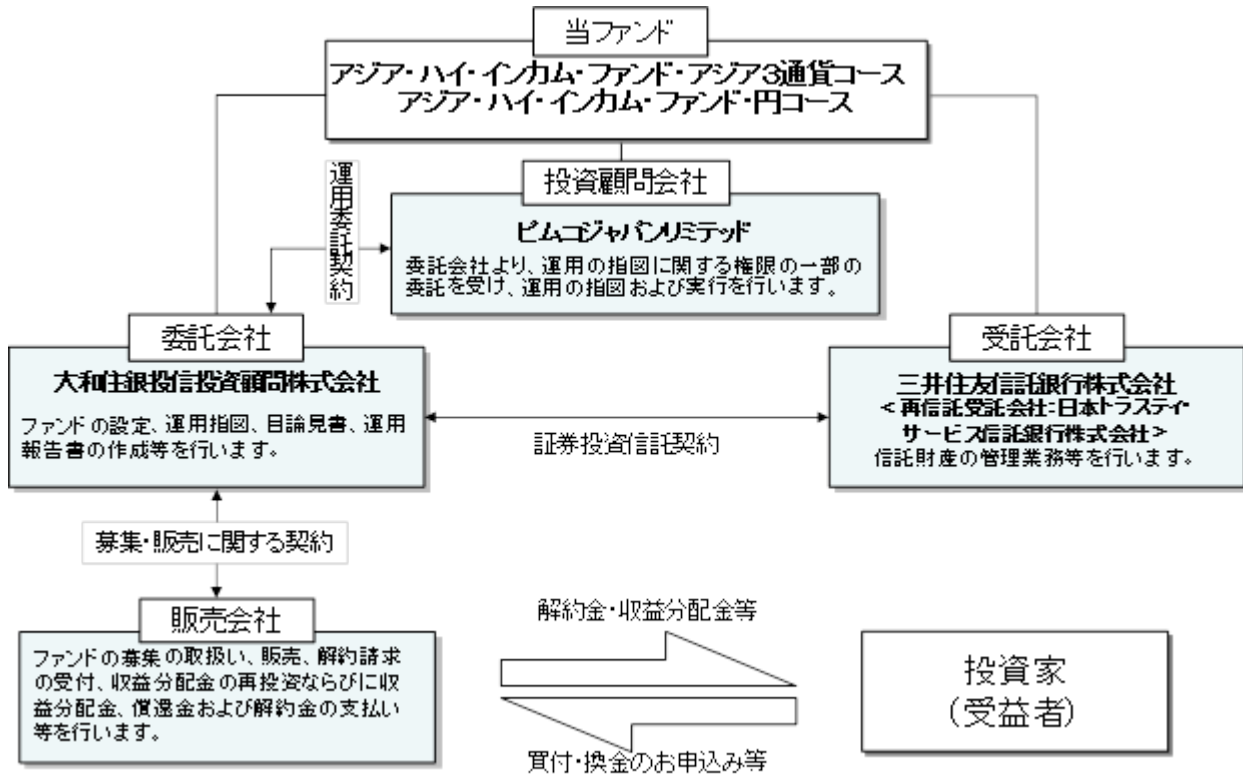 当ファンド
アジア・ハイ・インカム・ファンド・アジア3通貨コース
アジア・ハイ・インカム・ファンド・円コース
運用委託契約
投資顧問会社
ピムコジャパンリミテッド
委託会社より、運用の指図に関する権限の一部の
委託を受け、運用の指図および実行を行います。
委託会社
大和住銀投信投資顧問株式会社
ファンドの設定、運用指図、目論見書、運用
報告書の作成等を行います。
証券投資信託契約
受託会社
三井住友信託銀行株式会社
<再信託受託会社:日本トラスティ・
サービス信託銀行株式会社>
信託財産の管理業務等を行います。
募集・販売に関する契約
販売会社
ファンドの募集の取扱い、販売、解約請求
の受付、収益分配金の再投資ならびに収
益分配金、償還金および解約金の支払い
等を行います。
解約金・収益分配金等
買付・換金のお申込み等
投資家
(受益者)